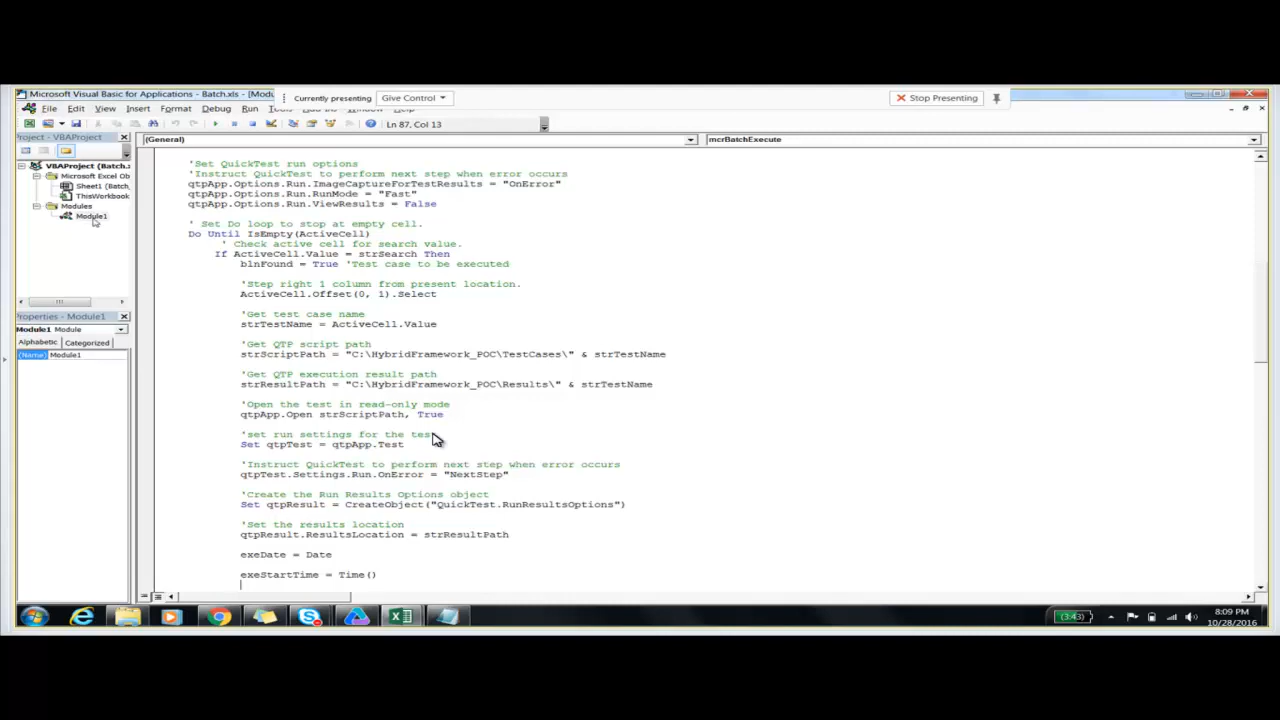 Microsoft Visual Basic for Applications - Batch.xls - [Modu
Currently presenting
Give Control
Stop Presenting
File Edit View Insert Format Debug Run
Ln 87, Col 13
Project - VBAProject
(General)
mcrBatchExecute
VBAProject (Batch.
Microsoft Excel Ob
Sheet1 (Batch_
ThisWorkbook
Modules
Module1
Properties - Module1
Module1 Module
Alphabetic Categorized
(Name) Module1
'Set QuickTest run options
'Instruct QuickTest to perform next step when error occurs
qtpApp.Options.Run.ImageCaptureForTestResults = "OnError"
qtpApp.Options.Run.RunMode = "Fast"
qtpApp.Options.Run.ViewResults = False
' Set Do loop to stop at empty cell.
Do Until IsEmpty(ActiveCell)
' Check active cell for search value.
If ActiveCell.Value = strSearch Then
blnFound = True 'Test case to be executed
'Step right 1 column from present location.
ActiveCell.Offset(0, 1).Select
'Get test case name
strTestName = ActiveCell.Value
'Get QTP script path
strScriptPath = "C:\HybridFramework_POC\TestCases\" & strTestName
'Get QTP execution result path
strResultPath = "C:\HybridFramework_POC\Results\" & strTestName
'Open the test in read-only mode
qtpApp.Open strScriptPath, True
'set run settings for the test
Set qtpTest = qtpApp.Test
'Instruct QuickTest to perform next step when error occurs
qtpTest.Settings.Run.OnError = "NextStep"
'Create the Run Results Options object
Set qtpResult = CreateObject("QuickTest.RunResultsOptions")
'Set the results location
qtpResult.ResultsLocation = strResultPath
exeDate = Date
exeStartTime = Time()
(3:43)
8:09 PM
10/28/2016